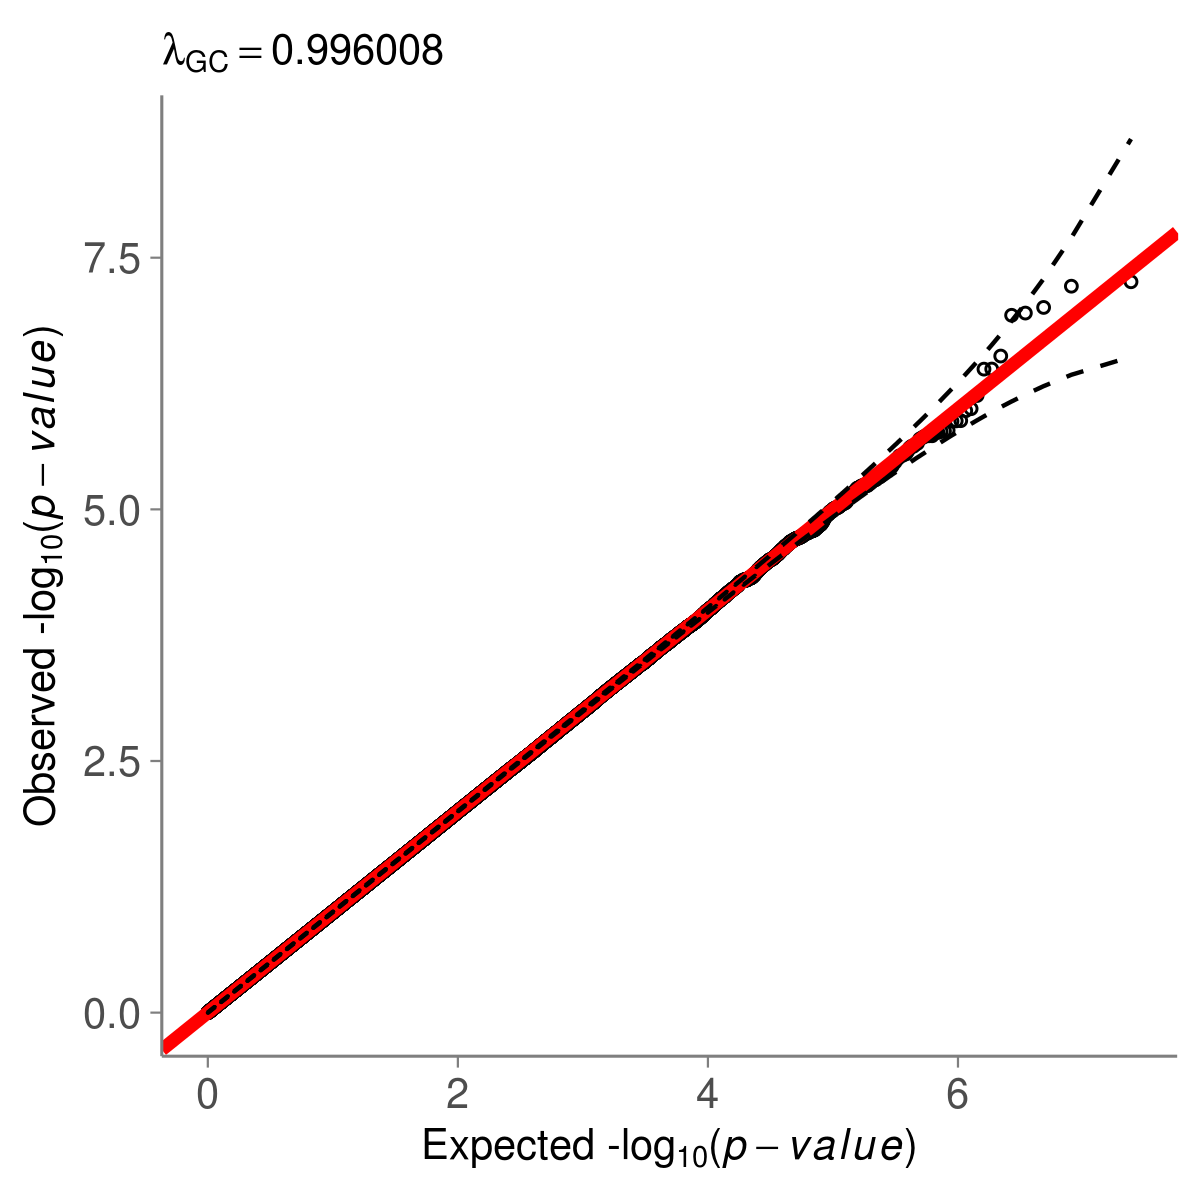 λGC = 0.996008
Observed -log10(p − value)
7.5
5.0
2.5
0.0
0 2 4 6
Expected -log10(p − value)